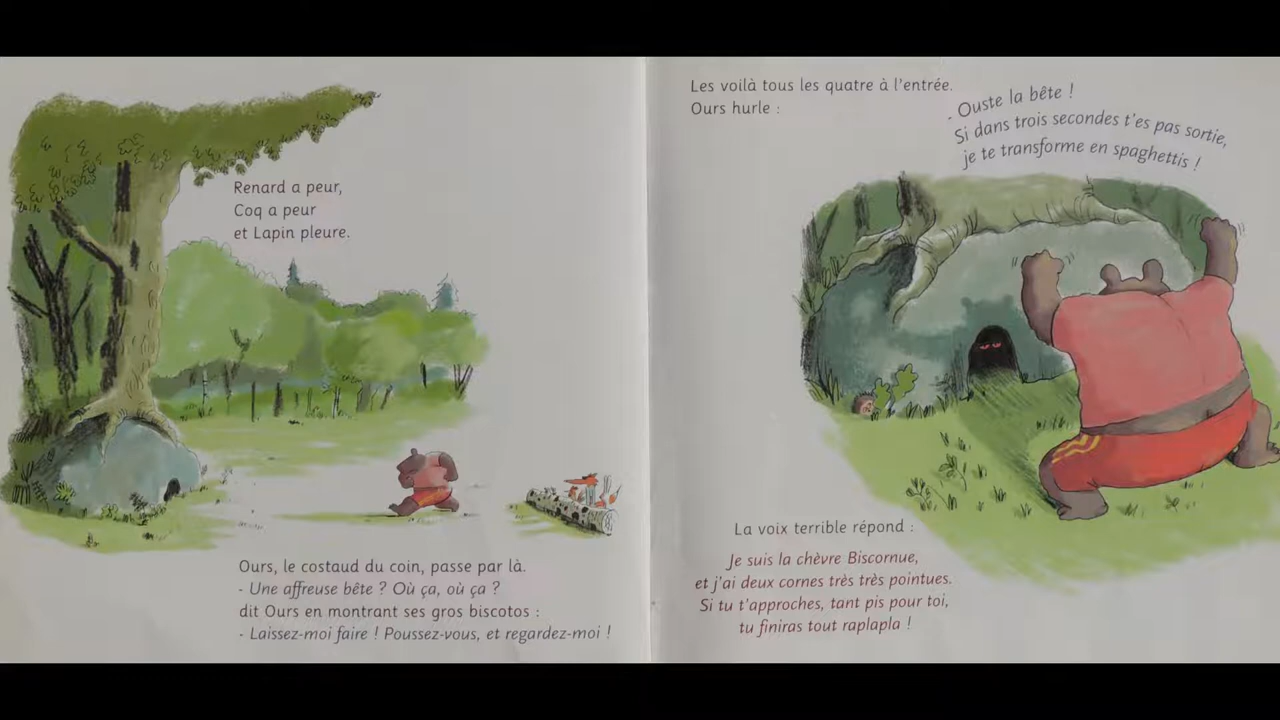 Renard a peur,
Coq a peur
et Lapin pleure.
Ours, le costaud du coin, passe par là.
- Une affreuse bête ? Où ça, où ça ?
dit Ours en montrant ses gros biscotos :
- Laissez-moi faire ! Poussez-vous, et regardez-moi !
Les voilà tous les quatre à l'entrée.
Ours hurle :
- Ouste la bête !
Si dans trois secondes t'es pas sortie,
je te transforme en spaghettis !
La voix terrible répond :
Je suis la chèvre Biscornue,
et j'ai deux cornes très très pointues.
Si tu t'approches, tant pis pour toi,
tu finiras tout raplapla !